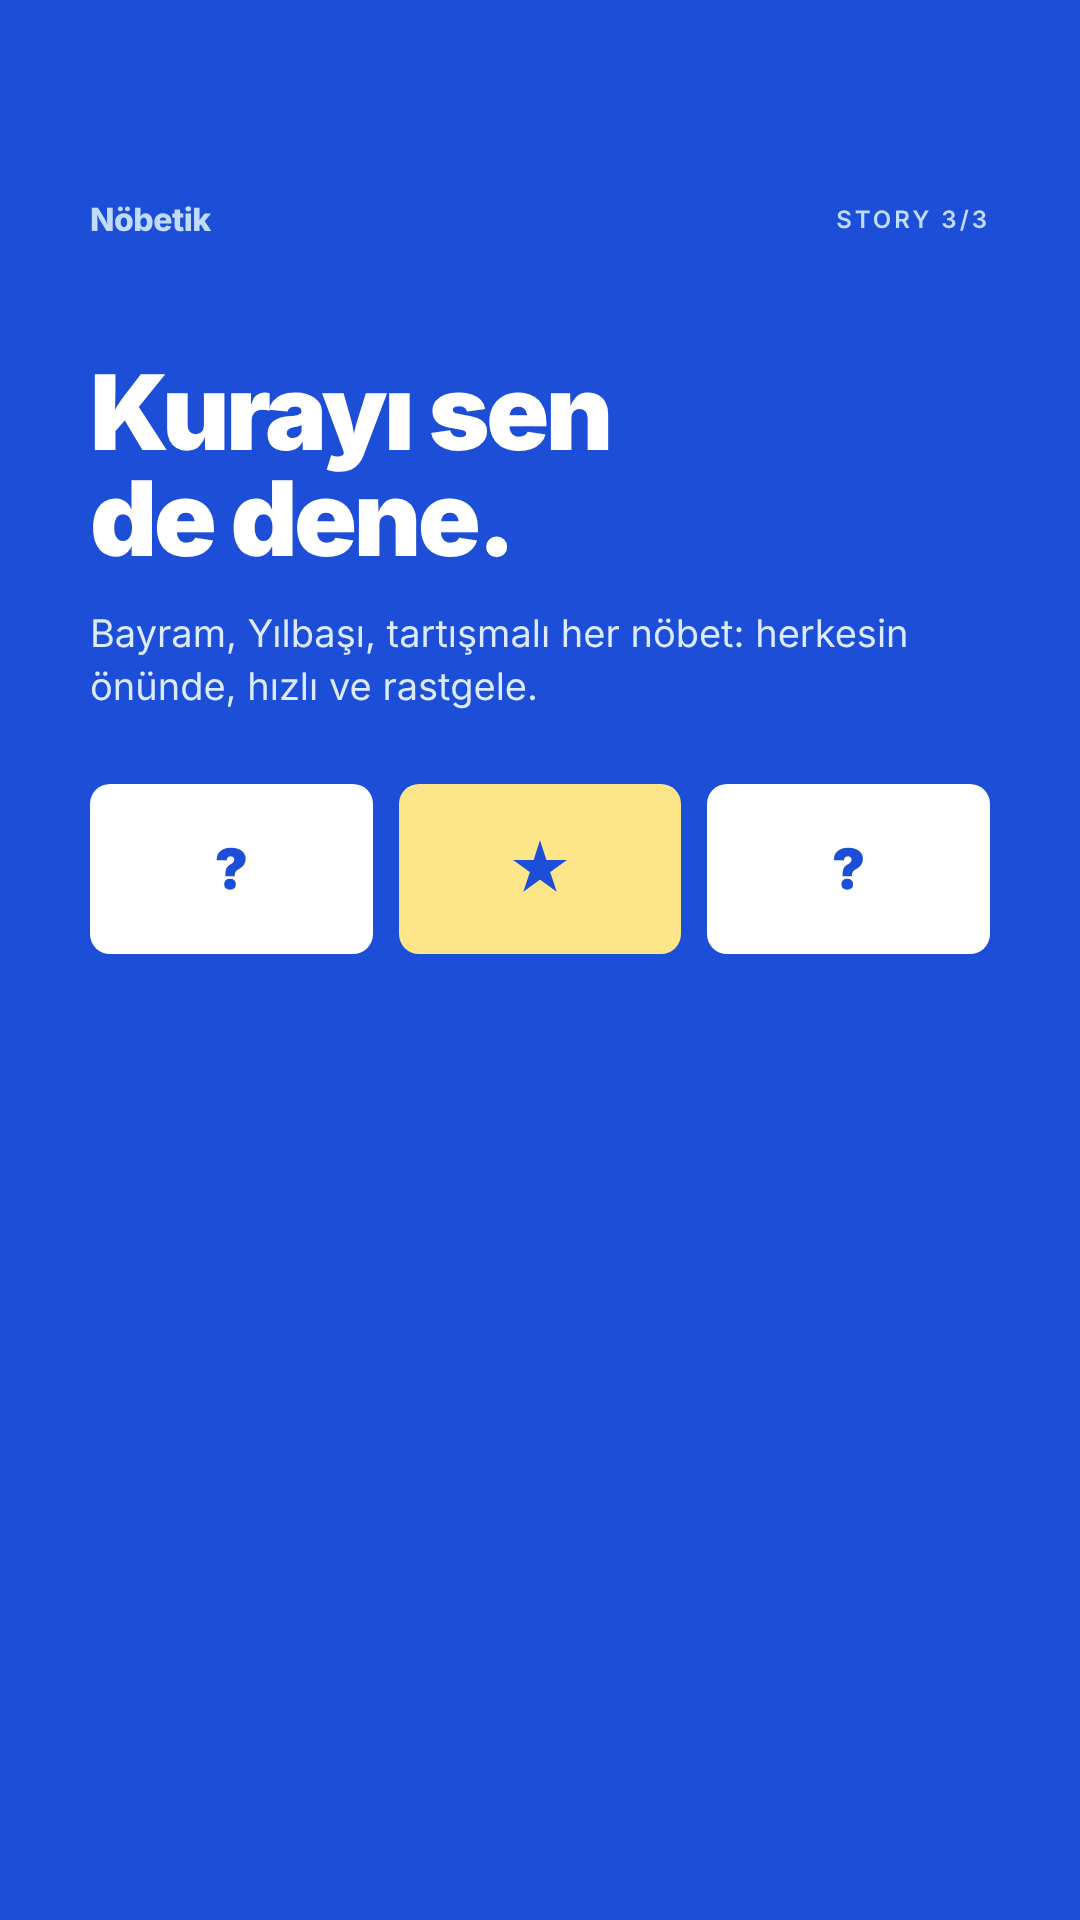 Nöbetik
STORY 3/3
Kurayı sen
de dene.
Bayram, Yılbaşı, tartışmalı her nöbet: herkesin
önünde, hızlı ve rastgele.
? ★ ?